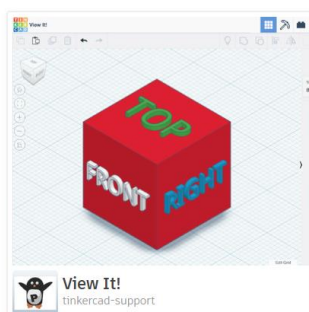 View It!
TOP
FRONT
RIGHT
View It!
tinkercad-support